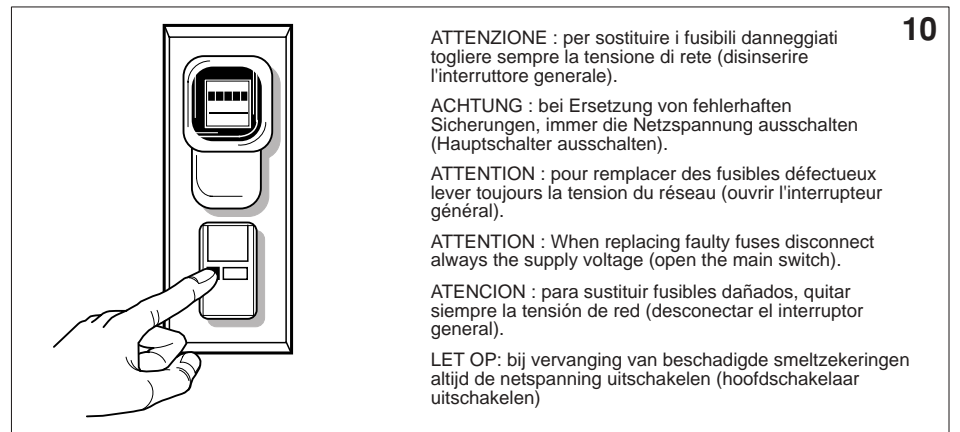 10
ATTENZIONE : per sostituire i fusibili danneggiati
togliere sempre la tensione di rete (disinserire
l'interruttore generale).
ACHTUNG : bei Ersetzung von fehlerhaften
Sicherungen, immer die Netzspannung ausschalten
(Hauptschalter ausschalten).
ATTENTION : pour remplacer des fusibles défectueux
lever toujours la tension du réseau (ouvrir l'interrupteur
général).
ATTENTION : When replacing faulty fuses disconnect
always the supply voltage (open the main switch).
ATENCION : para sustituir fusibles dañados, quitar
siempre la tensión de red (desconectar el interruptor
general).
LET OP: bij vervanging van beschadigde smeltzekeringen
altijd de netspanning uitschakelen (hoofdschakelaar
uitschakelen)